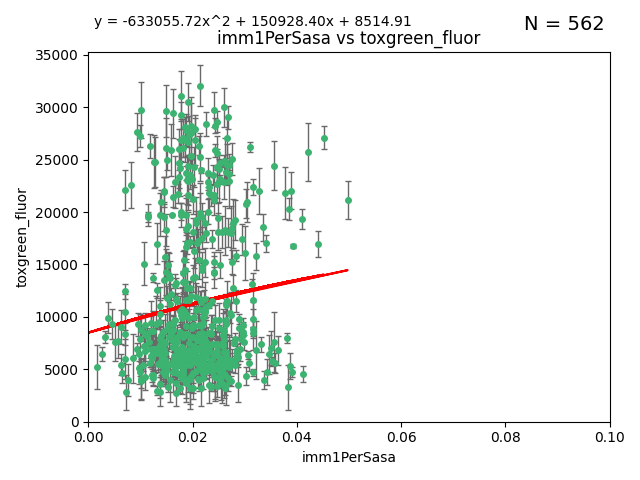 y = -633055.72x^2 + 150928.40x + 8514.91
N = 562
imm1PerSasa vs toxgreen_fluor
35000
30000
25000
20000
15000
10000
5000
0
toxgreen_fluor
0.00 0.02 0.04 0.06 0.08 0.10
imm1PerSasa